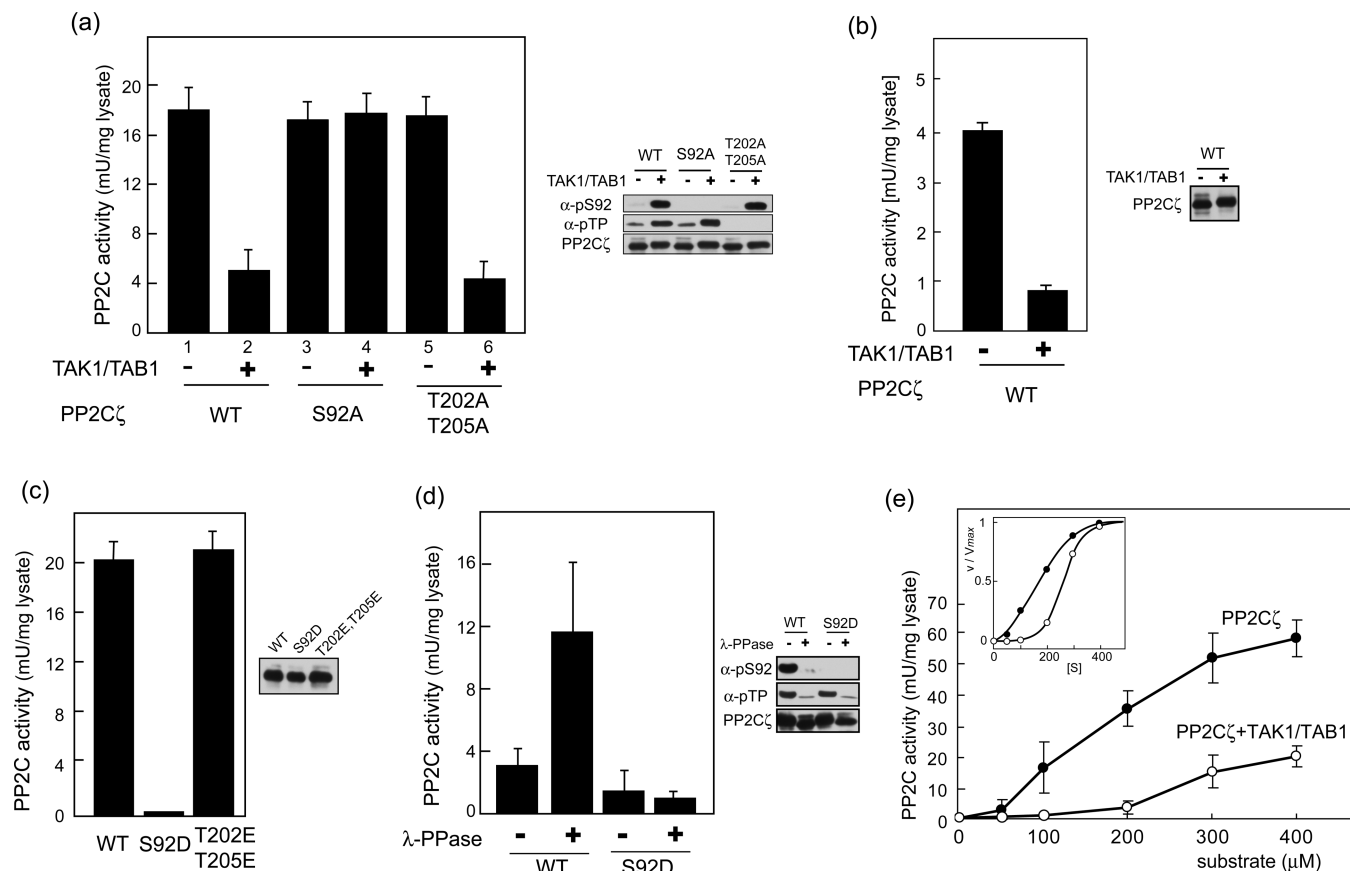 (a)
PP2C activity (mU/mg lysate)
20
16
12
8
4
0
1 2 3 4 5 6
TAK1/TAB1 - + - + - +
PP2Cζ WT S92A T202A
T205A
WT S92A T202A
T205A
TAK1/TAB1 - + - + - +
α-pS92
α-pTP
PP2Cζ
(b)
PP2C activity [mU/mg lysate]
5
4
3
2
1
0
TAK1/TAB1 - +
PP2Cζ WT
WT
TAK1/TAB1 - +
PP2Cζ
(c)
PP2C activity (mU/mg lysate)
20
16
12
8
4
0
WT S92D T202E
T205E
WT S92D T202E,T205E
(d)
PP2C activity (mU/mg lysate)
16
12
8
4
0
λ-PPase - + - +
WT S92D
WT S92D
λ-PPase - + - +
α-pS92
α-pTP
PP2Cζ
(e)
PP2C activity (mU/mg lysate)
70
60
50
40
30
20
10
0
0 100 200 300 400
substrate (μM)
PP2Cζ
PP2Cζ+TAK1/TAB1
v / Vmax
1
0.5
0
0 200 400
[S]